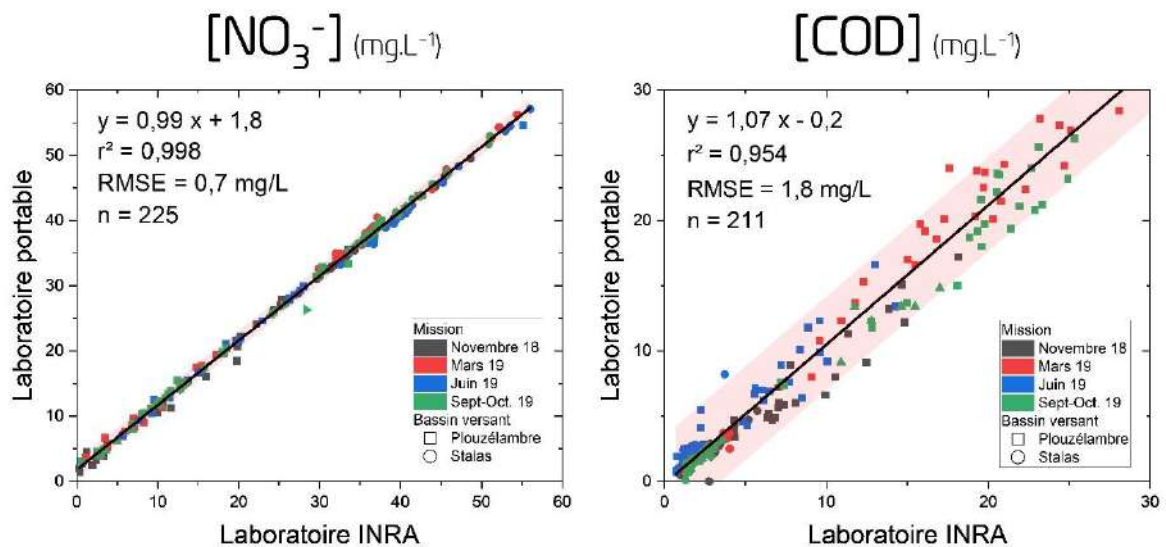 [NO₃⁻] (mg.L⁻¹)
60
50
40
30
20
10
0
Laboratoire portable
y = 0,99 x + 1,8
r² = 0,998
RMSE = 0,7 mg/L
n = 225
Mission
Novembre 18
Mars 19
Juin 19
Sept-Oct. 19
Bassin versant
Plouzélambre
Stalas
0 10 20 30 40 50 60
Laboratoire INRA
[COD] (mg.L⁻¹)
30
20
10
0
Laboratoire portable
y = 1,07 x - 0,2
r² = 0,954
RMSE = 1,8 mg/L
n = 211
Mission
Novembre 18
Mars 19
Juin 19
Sept-Oct. 19
Bassin versant
Plouzélambre
Stalas
10 20 30
Laboratoire INRA